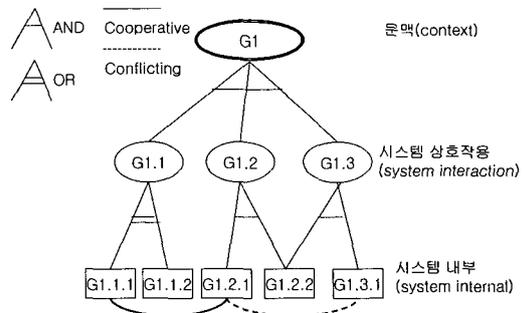 AND
Cooperative
OR
Conflicting
G1
문맥(context)
G1.1
G1.2
G1.3
시스템 상호작용
(system interaction)
G1.1.1
G1.1.2
G1.2.1
G1.2.2
G1.3.1
시스템 내부
(system internal)